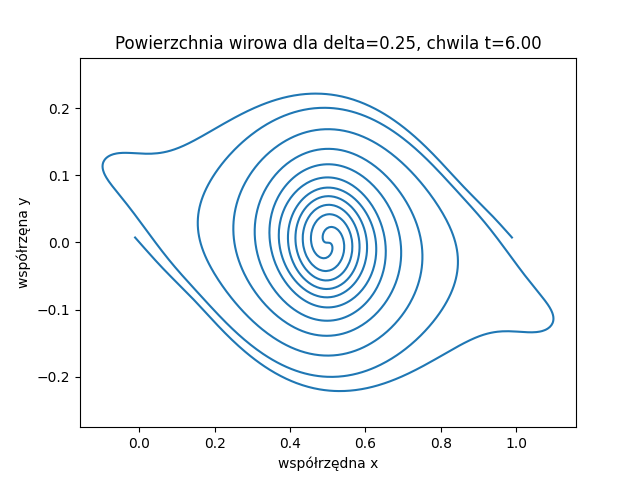 Powierzchnia wirowa dla delta=0.25, chwila t=6.00
współrzęna y
0.2
0.1
0.0
−0.1
−0.2
0.0 0.2 0.4 0.6 0.8 1.0
współrzędna x